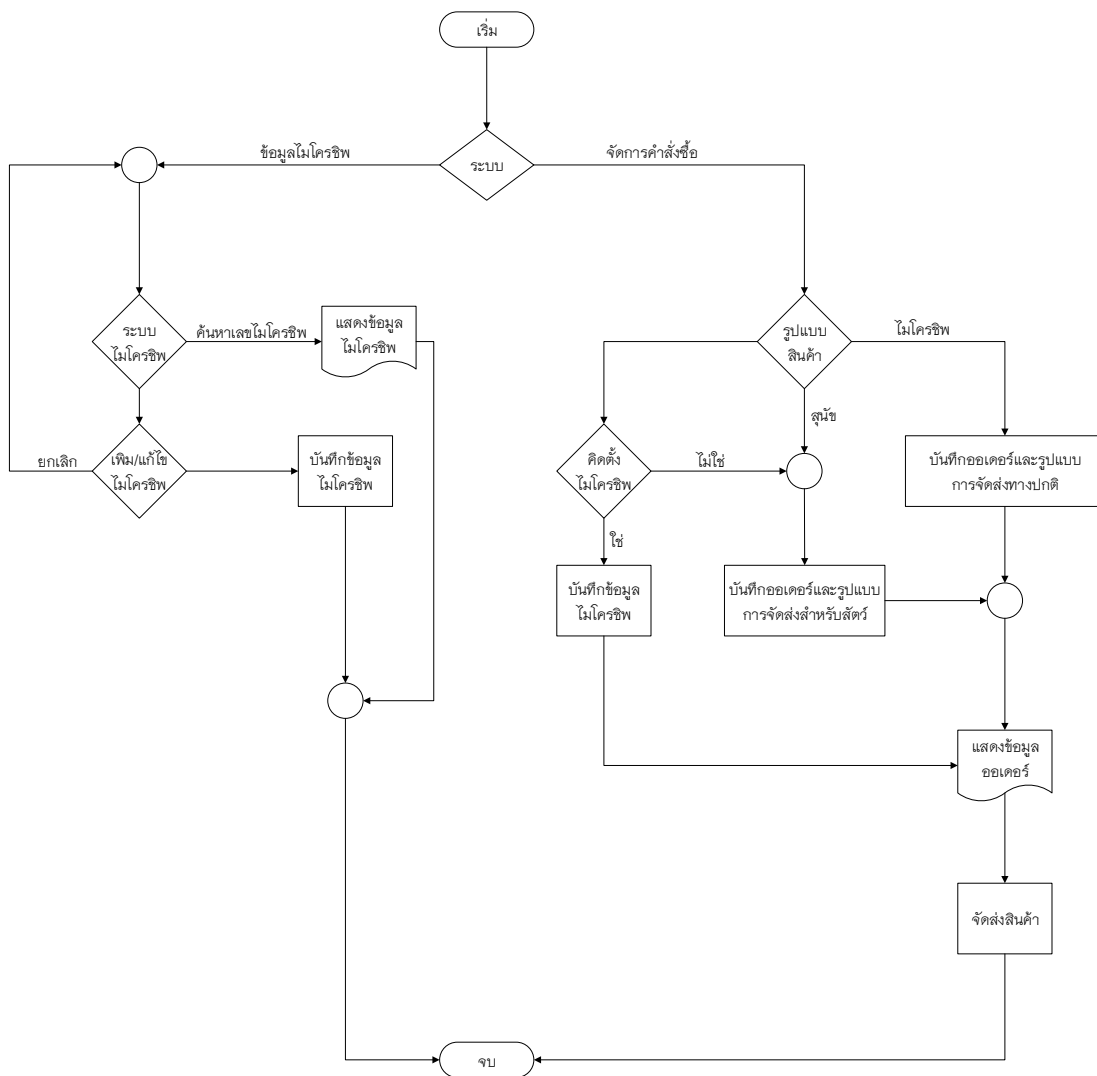 เริ่ม
ข้อมูลไมโครชิพ
ระบบ
จัดการคำสั่งซื้อ
ระบบ
ไมโครชิพ
ค้นหาเลขไมโครชิพ
แสดงข้อมูล
ไมโครชิพ
รูปแบบ
สินค้า
ไมโครชิพ
สุนัข
ยกเลิก
เพิ่ม/แก้ไข
ไมโครชิพ
บันทึกข้อมูล
ไมโครชิพ
คิดตั้ง
ไมโครชิพ
ไม่ใช่
บันทึกออเดอร์และรูปแบบ
การจัดส่งทางปกติ
ใช่
บันทึกข้อมูล
ไมโครชิพ
บันทึกออเดอร์และรูปแบบ
การจัดส่งสำหรับสัตว์
แสดงข้อมูล
ออเดอร์
จัดส่งสินค้า
จบ